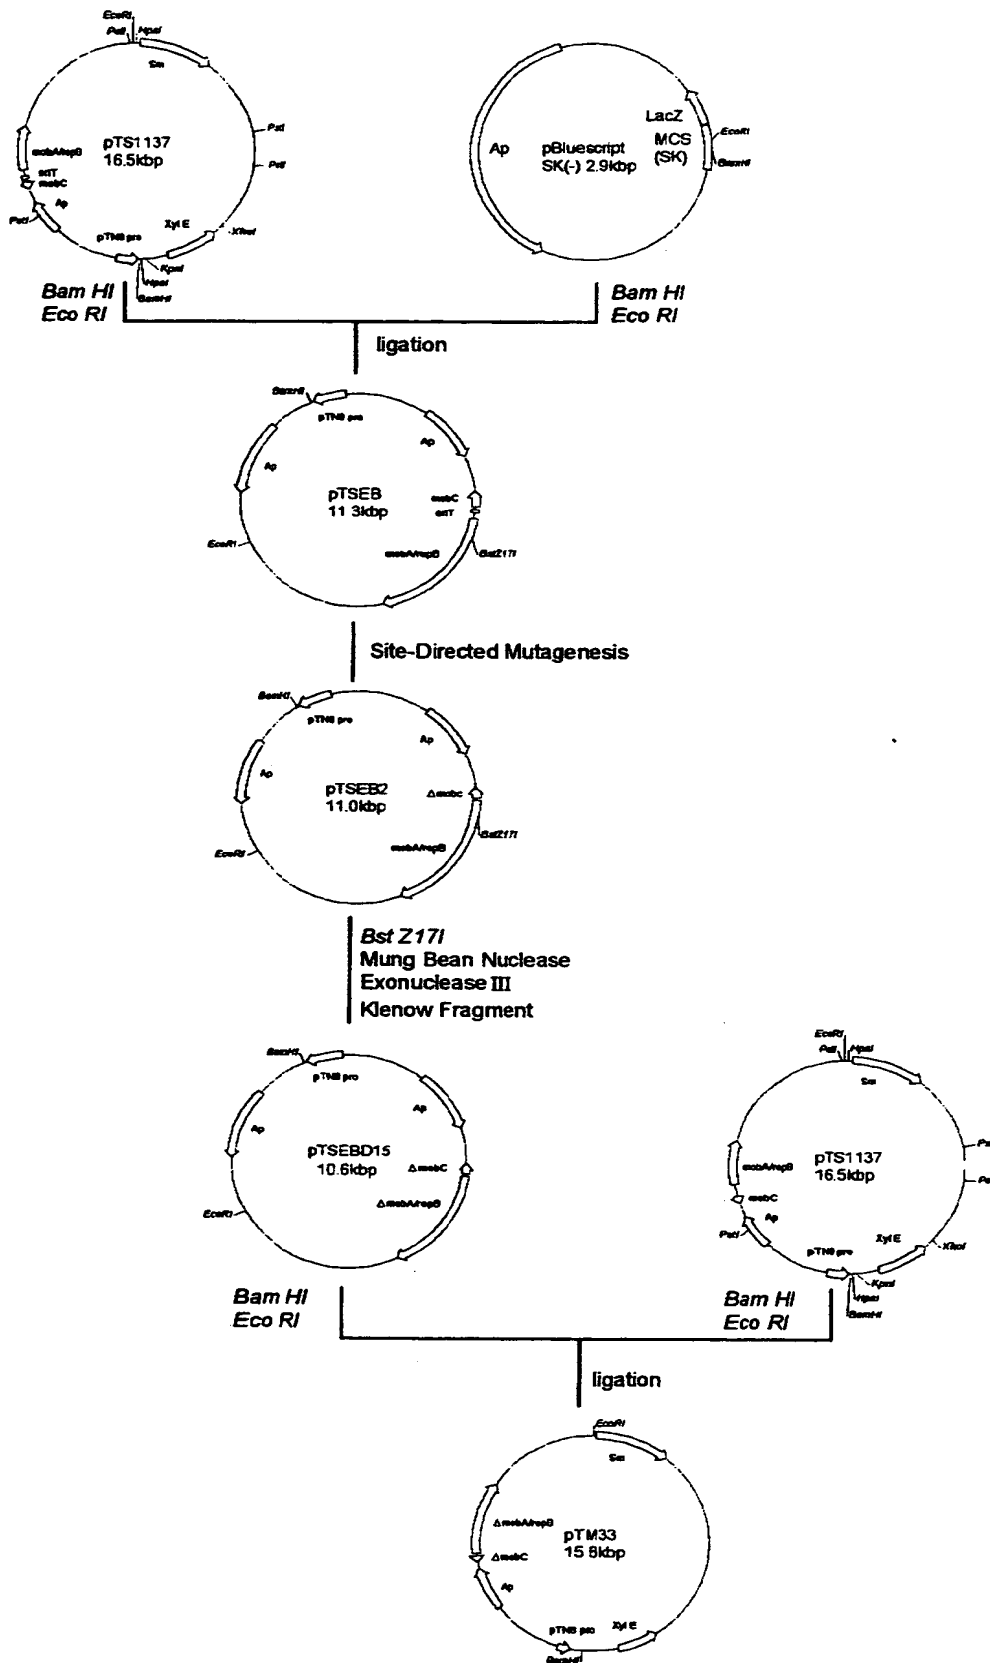 EcoRI
PstI HpaI
Sm
PstI
PstI
pTS1137
16.5kbp
mobA/repB
oriT
mobC
Ap
PstI
pTN8 pro
Xyl E
XhoI
KpnI
HpaI
BamHI
LacZ
MCS
(SK)
EcoRI
BamHI
Ap
pBluescript
SK(-) 2.9kbp
Bam HI
Eco RI
Bam HI
Eco RI
ligation
BamHI
pTN8 pro
Ap
Ap
pTSEB
11.3kbp
mobC
oriT
EcoRI
mobA/repB
BstZ17I
Site-Directed Mutagenesis
BamHI
pTN8 pro
Ap
Ap
pTSEB2
11.0kbp
ΔmobC
BstZ17I
mobA/repB
EcoRI
Bst Z17I
Mung Bean Nuclease
Exonuclease III
Klenow Fragment
BamHI
pTN8 pro
Ap
Ap
pTSEBD15
10.6kbp
ΔmobC
ΔmobA/repB
EcoRI
EcoRI
PstI HpaI
Sm
Ps
Ps
pTS1137
16.5kbp
mobA/repB
mobC
Ap
PstI
pTN8 pro
Xyl E
XhoI
KpnI
HpaI
BamHI
Bam HI
Eco RI
Bam HI
Eco RI
ligation
EcoRI
Sm
ΔmobA/repB
pTM33
15.8kbp
ΔmobC
Ap
pTN8 pro
Xyl E
BamHI